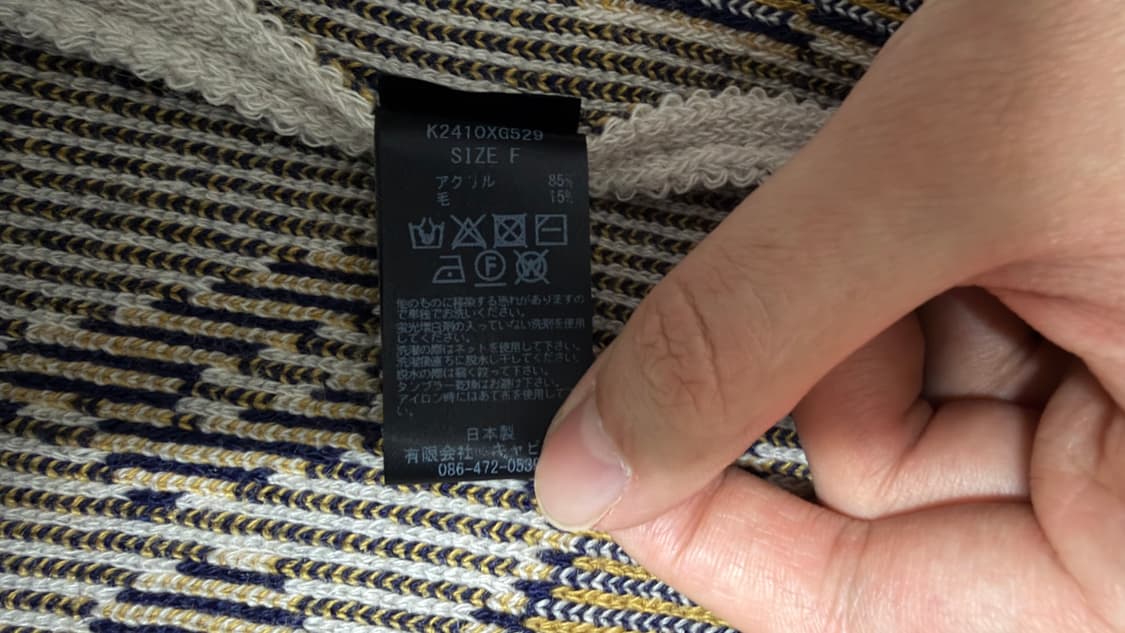 K2410XG529
SIZE F
アクリル 85%
毛 15%
F
W
他のものに移染する恐れがありますの
で単独でお洗いください。
蛍光増白剤の入っていない洗剤を使用
してください。
洗濯の際はネットを使用して下さい。
洗濯後直ちに脱水し干してください。
脱水の際は弱く絞って下さい。
タンブラー乾燥はお避け下さい。
アイロン時にはあて布を使用して
い。
日本製
有限会社 キャピ
086-472-053